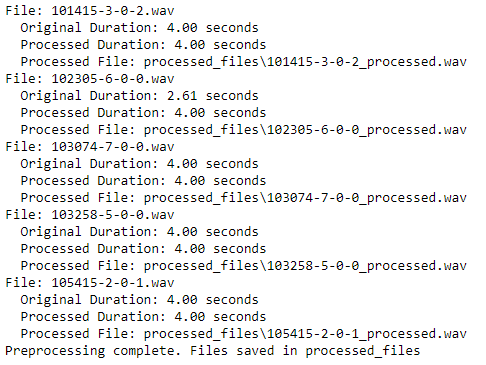 File: 101415-3-0-2.wav
Original Duration: 4.00 seconds
Processed Duration: 4.00 seconds
Processed File: processed_files\101415-3-0-2_processed.wav
File: 102305-6-0-0.wav
Original Duration: 2.61 seconds
Processed Duration: 4.00 seconds
Processed File: processed_files\102305-6-0-0_processed.wav
File: 103074-7-0-0.wav
Original Duration: 4.00 seconds
Processed Duration: 4.00 seconds
Processed File: processed_files\103074-7-0-0_processed.wav
File: 103258-5-0-0.wav
Original Duration: 4.00 seconds
Processed Duration: 4.00 seconds
Processed File: processed_files\103258-5-0-0_processed.wav
File: 105415-2-0-1.wav
Original Duration: 4.00 seconds
Processed Duration: 4.00 seconds
Processed File: processed_files\105415-2-0-1_processed.wav
Preprocessing complete. Files saved in processed_files